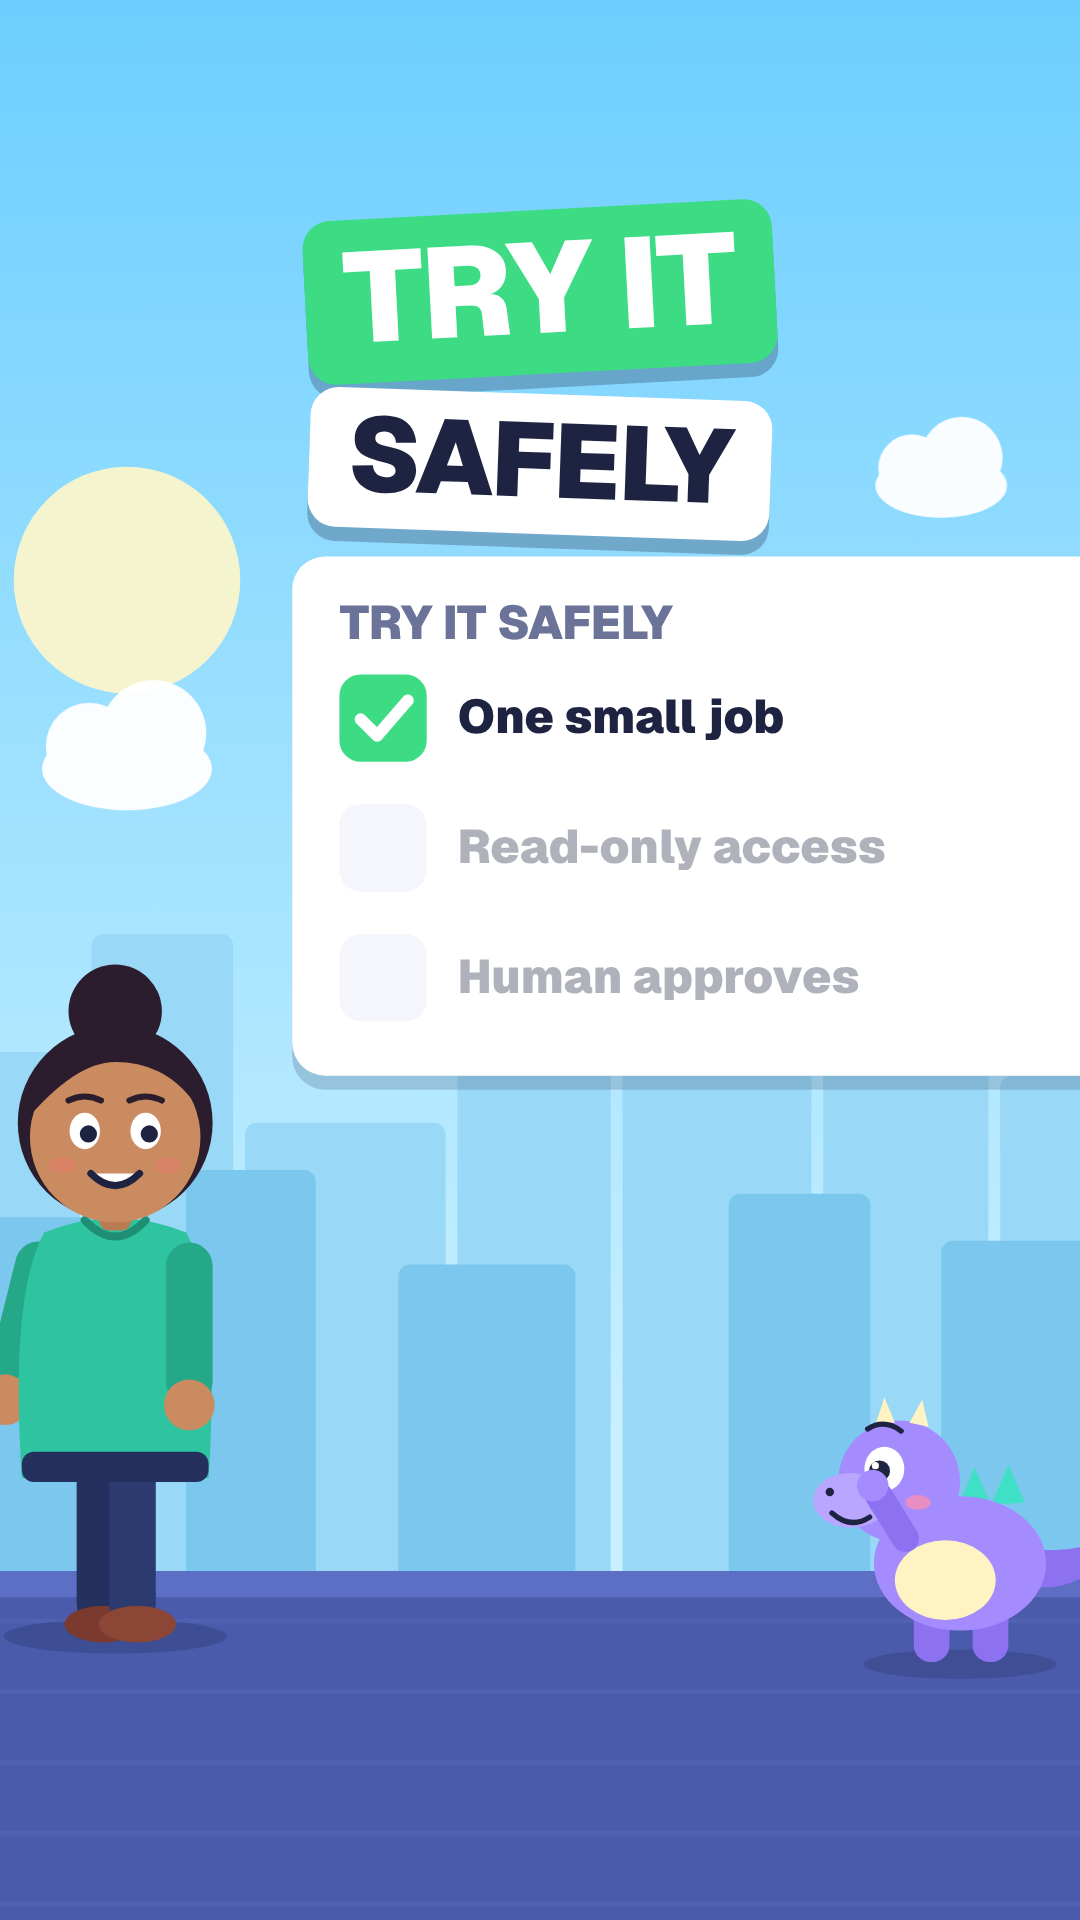 TRY IT
SAFELY
TRY IT SAFELY
One small job
Read-only access
Human approves